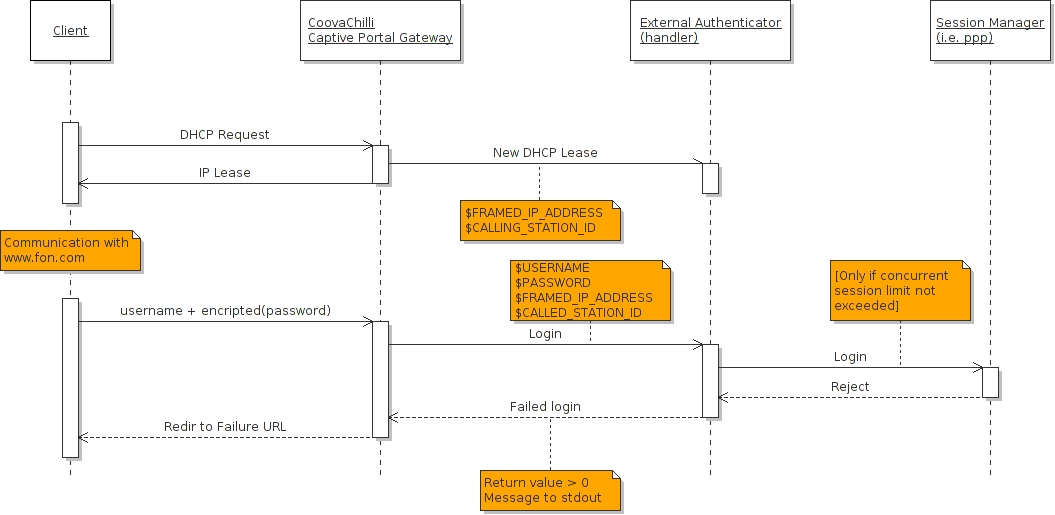 Client
CoovaChilli
Captive Portal Gateway
External Authenticator
(handler)
Session Manager
(i.e. ppp)
DHCP Request
New DHCP Lease
IP Lease
$FRAMED_IP_ADDRESS
$CALLING_STATION_ID
Communication with
www.fon.com
$USERNAME
$PASSWORD
$FRAMED_IP_ADDRESS
$CALLED_STATION_ID
[Only if concurrent
session limit not
exceeded]
username + encripted(password)
Login
Login
Reject
Failed login
Redir to Failure URL
Return value > 0
Message to stdout